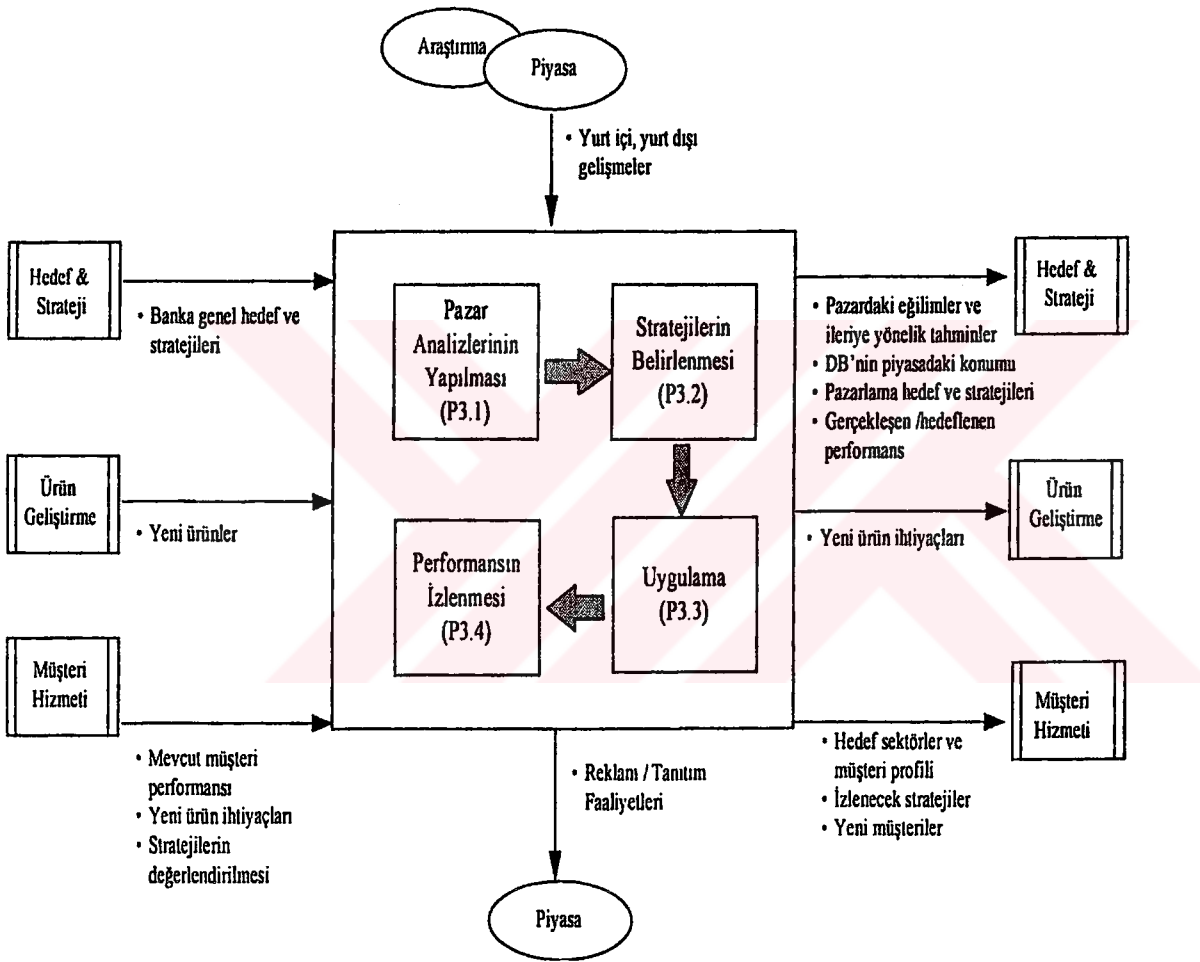 Araştırma
Piyasa
• Yurt içi, yurt dışı
gelişmeler
Hedef &
Strateji
• Banka genel hedef ve
stratejileri
Ürün
Geliştirme
• Yeni ürünler
Müşteri
Hizmeti
• Mevcut müşteri
performansı
• Yeni ürün ihtiyaçları
• Stratejilerin
değerlendirilmesi
Pazar
Analizlerinin
Yapılması
(P3.1)
Stratejilerin
Belirlenmesi
(P3.2)
Performansın
İzlenmesi
(P3.4)
Uygulama
(P3.3)
Hedef &
Strateji
• Pazardaki eğilimler ve
ileriye yönelik tahminler
• DB'nin piyasadaki konumu
• Pazarlama hedef ve stratejileri
• Gerçekleşen /hedeflenen
performans
Ürün
Geliştirme
• Yeni ürün ihtiyaçları
Müşteri
Hizmeti
• Hedef sektörler ve
müşteri profili
• İzlenecek stratejiler
• Yeni müşteriler
• Reklam / Tanıtım
Faaliyetleri
Piyasa